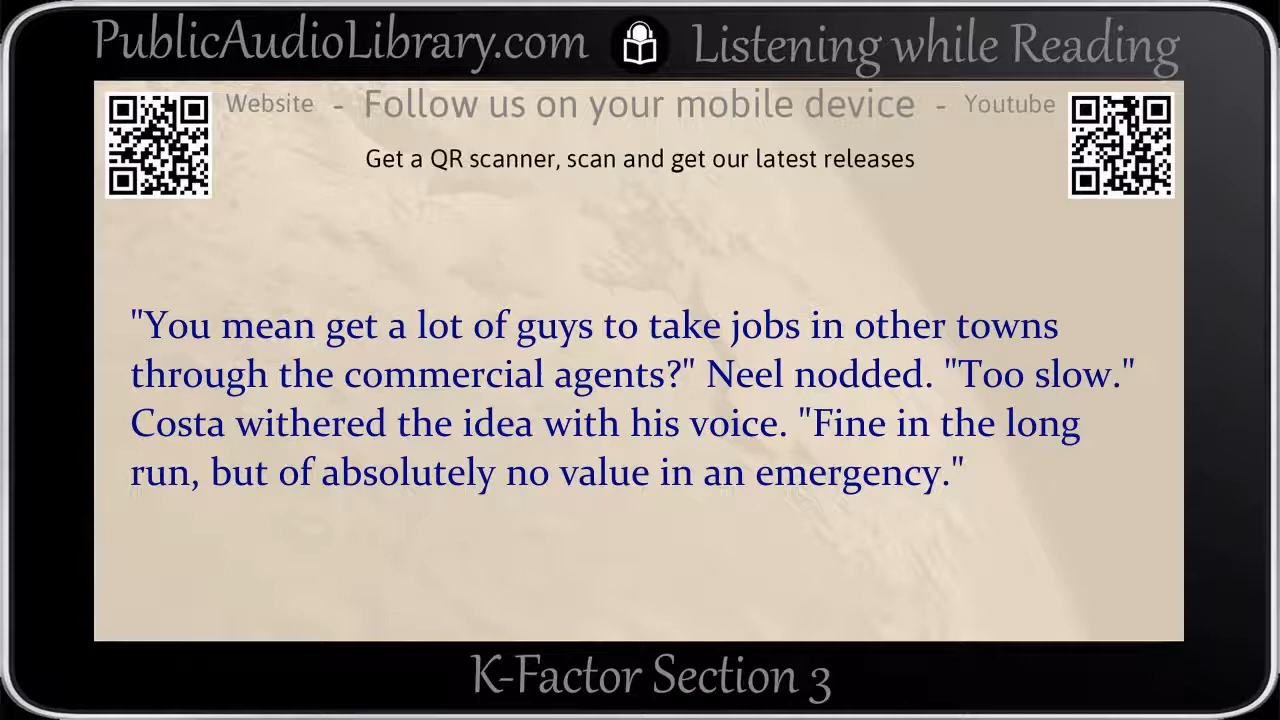 PublicAudioLibrary.com Listening while Reading
Website - Follow us on your mobile device - Youtube
Get a QR scanner, scan and get our latest releases
"You mean get a lot of guys to take jobs in other towns
through the commercial agents?" Neel nodded. "Too slow."
Costa withered the idea with his voice. "Fine in the long
run, but of absolutely no value in an emergency."
K-Factor Section 3